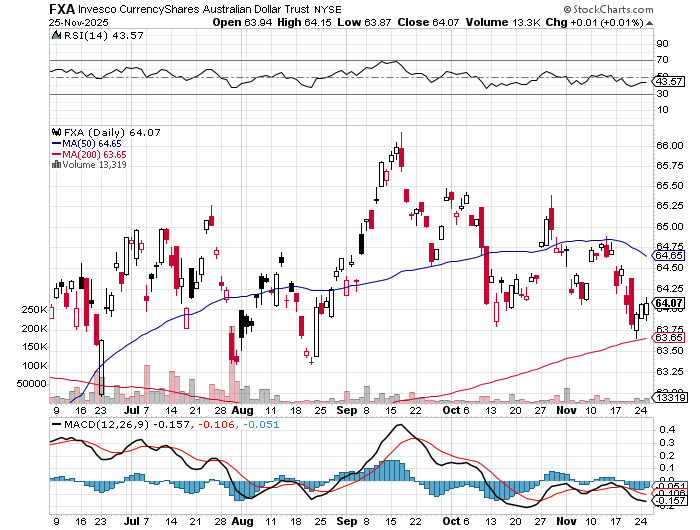 FXA Invesco CurrencyShares Australian Dollar Trust NYSE © StockCharts.com
25-Nov-2025 Open 63.94 High 64.15 Low 63.87 Close 64.07 Volume 13.3K Chg +0.01 (+0.01%)
RSI(14) 43.57
90
70
50
43.57
30
10
FXA (Daily) 64.07
MA(50) 64.65
MA(200) 63.65
Volume 13,319
66.00
65.75
65.50
65.25
65.00
64.75
64.65
64.50
64.25
64.07
63.65
63.50
63.25
13319
250K
200K
150K
100K
50000
9 16 23 Jul 7 14 21 Aug 11 18 25 Sep 8 15 22 Oct 6 13 20 27 Nov 10 17 24
MACD(12,26,9) -0.157, -0.106, -0.051
0.4
0.3
0.2
0.1
0.0
-0.051
-0.106
-0.157
9 16 23 Jul 7 14 21 Aug 11 18 25 Sep 8 15 22 Oct 6 13 20 27 Nov 10 17 24